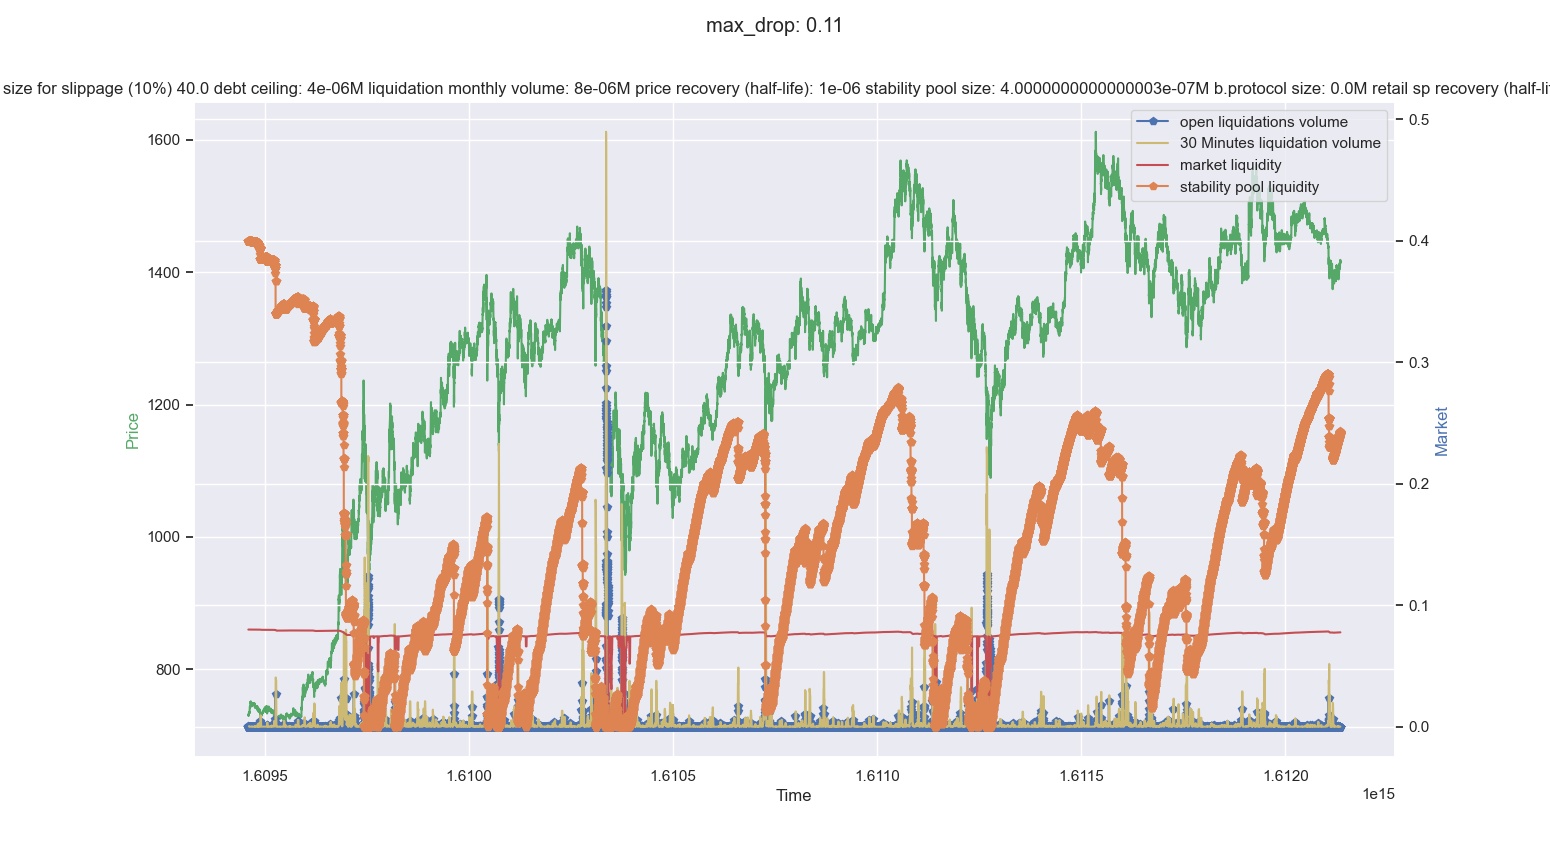 max_drop: 0.11
size for slippage (10%) 40.0 debt ceiling: 4e-06M liquidation monthly volume: 8e-06M price recovery (half-life): 1e-06 stability pool size: 4.0000000000000003e-07M b.protocol size: 0.0M retail sp recovery (half-li
open liquidations volume
30 Minutes liquidation volume
market liquidity
stability pool liquidity
1600
1400
1200
1000
800
Price
0.5
0.4
0.3
0.2
0.1
0.0
Market
1.6095 1.6100 1.6105 1.6110 1.6115 1.6120
1e15
Time